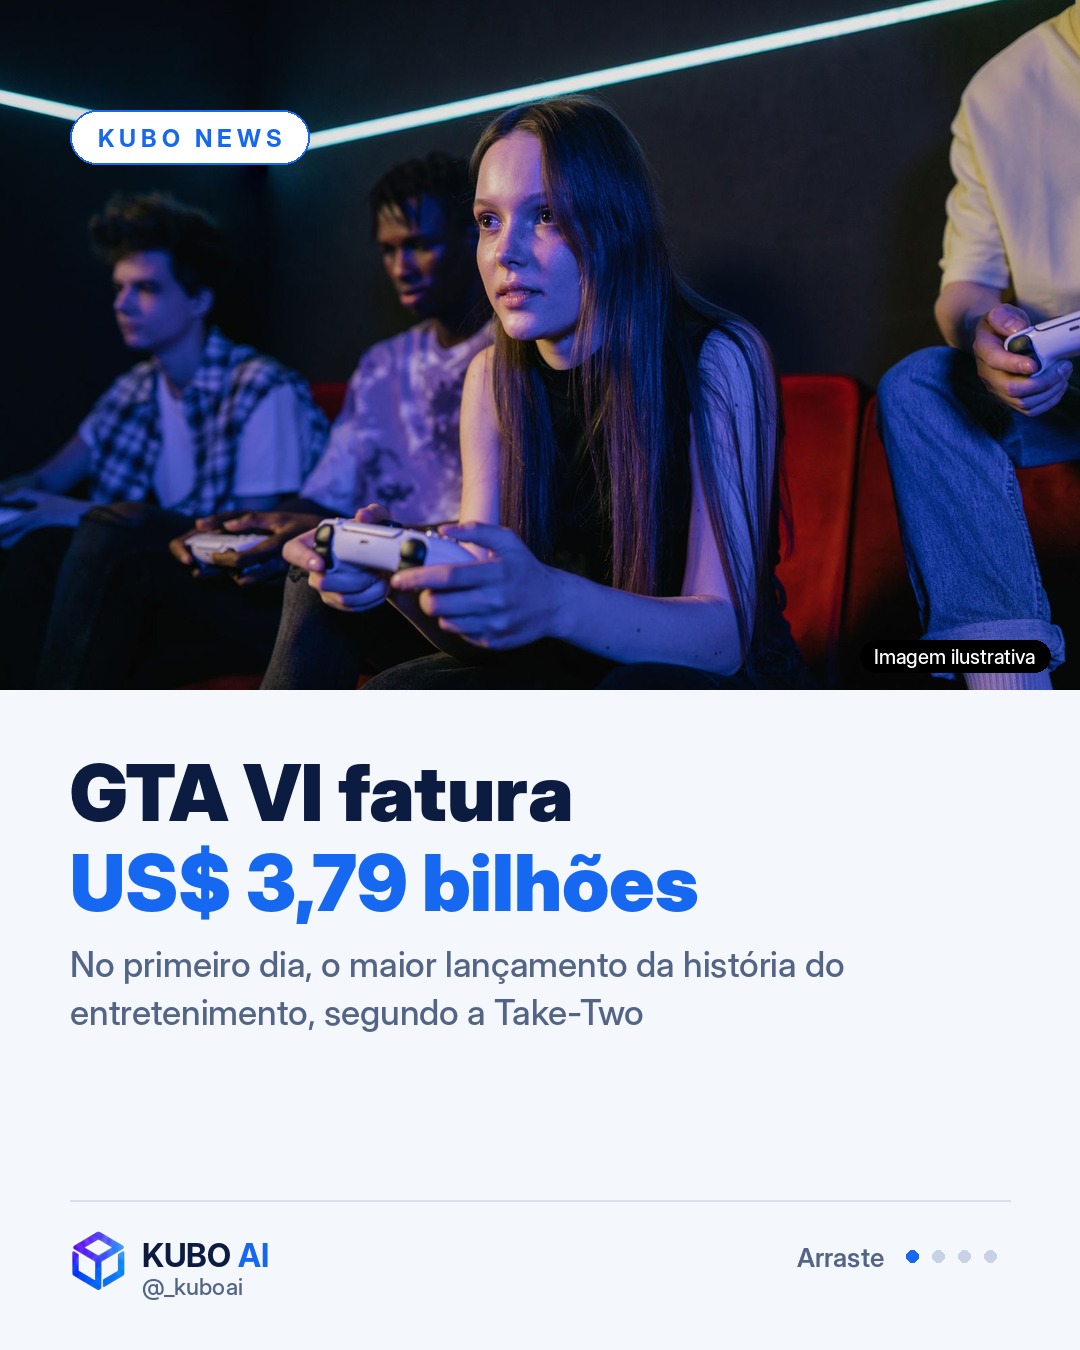 KUBO NEWS
Imagem ilustrativa
GTA VI fatura
US$ 3,79 bilhões
No primeiro dia, o maior lançamento da história do
entretenimento, segundo a Take-Two
KUBO AI
@_kuboai
Arraste